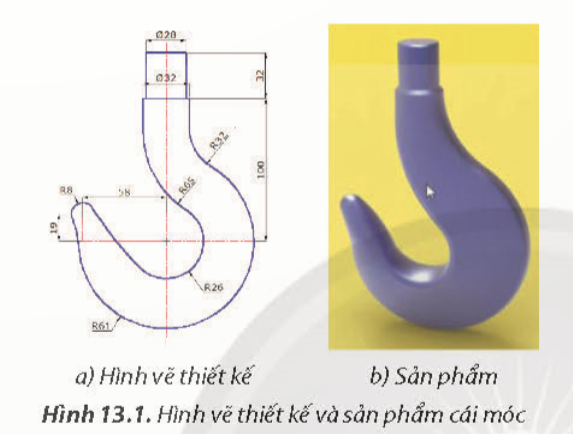 Ø28
Ø32
32
R32
100
R8
58
R65
19
R26
R61
a) Hình vẽ thiết kế
b) Sản phẩm
Hình 13.1. Hình vẽ thiết kế và sản phẩm cái móc